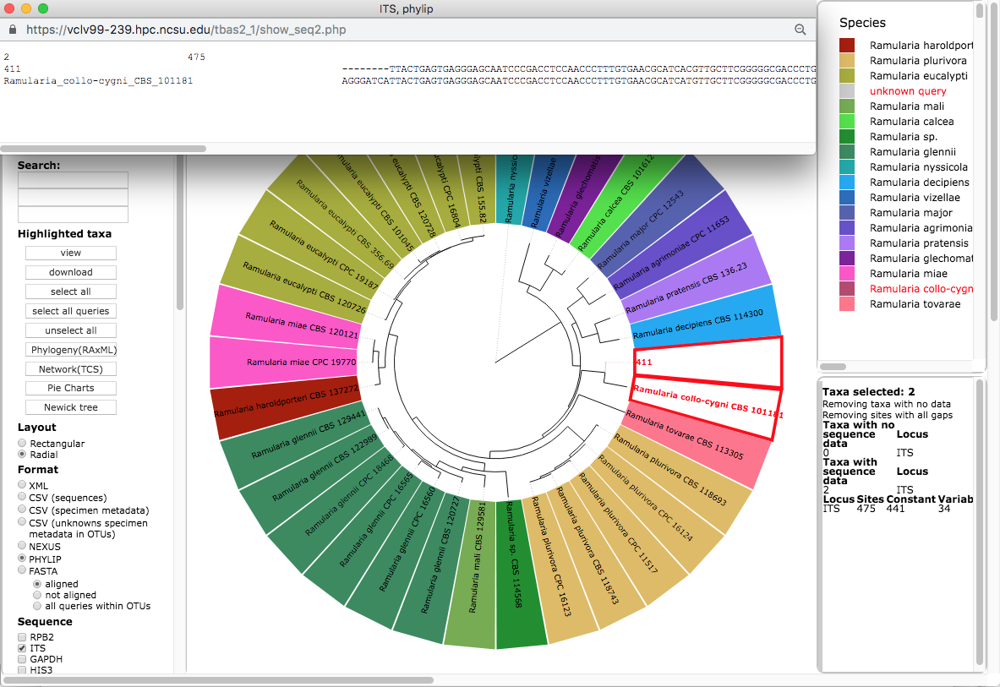 ITS, phylip
https://vclv99-239.hpc.ncsu.edu/tbas2_1/show_seq2.php
2 475
411 --------TTACTGAGTGAGGGAGCAATCCCGACCTCCAACCCTTTGTGAACGCATCACGTTGCTTCGGGGGCGACCCTG
Ramularia_collo-cygni_CBS_101181 AGGGATCATTACTGAGTGAGGGAGCAATCCCGACCTCCAACCCTTTGTGAACGCATCATGTTGCTTCGGGGGCGACCCTG
Search:
Highlighted taxa
view
download
select all
select all queries
unselect all
Phylogeny(RAxML)
Network(TCS)
Pie Charts
Newick tree
Layout
Rectangular
Radial
Format
XML
CSV (sequences)
CSV (specimen metadata)
CSV (unknowns specimen
metadata in OTUs)
NEXUS
PHYLIP
FASTA
aligned
not aligned
all queries within OTUs
Sequence
RPB2
ITS
GAPDH
HIS3
Ramularia nyssico
Ramularia vizellae
Ramularia glechomatis
Ramularia calcea CBS 101612
Ramularia major CPC 12543
Ramularia agrimoniae CPC 11653
Ramularia pratensis CBS 136.23
Ramularia decipiens CBS 114300
411
Ramularia collo-cygni CBS 101181
Ramularia tovarae CBS 113305
Ramularia plurivora CBS 118693
Ramularia plurivora CPC 16124
Ramularia plurivora CPC 11517
Ramularia plurivora CBS 118743
Ramularia plurivora CPC 16123
Ramularia sp. CBS 114568
Ramularia mali CBS 129581
Ramularia glennii CBS 120727
Ramularia glennii CPC 16560
Ramularia glennii CPC 16565
Ramularia glennii CPC 18468
Ramularia glennii CBS 122989
Ramularia glennii CBS 129441
Ramularia haroldporteri CBS 137272
Ramularia miae CPC 19770
Ramularia miae CBS 120121
Ramularia eucalypti CBS 120726
Ramularia eucalypti CPC 19187
Ramularia eucalypti CBS 356.69
Ramularia eucalypti CBS 101045
eucalypti CBS 120728
eucalypti CPC 16804
alypti CBS 155.82
Species
Ramularia haroldport
Ramularia plurivora
Ramularia eucalypti
unknown query
Ramularia mali
Ramularia calcea
Ramularia sp.
Ramularia glennii
Ramularia nyssicola
Ramularia decipiens
Ramularia vizellae
Ramularia major
Ramularia agrimonia
Ramularia pratensis
Ramularia glechomat
Ramularia miae
Ramularia collo-cygn
Ramularia tovarae
Taxa selected: 2
Removing taxa with no data
Removing sites with all gaps
Taxa with no
sequence Locus
data
0 ITS
Taxa with
sequence Locus
data
2 ITS
Locus Sites Constant Variab
ITS 475 441 34